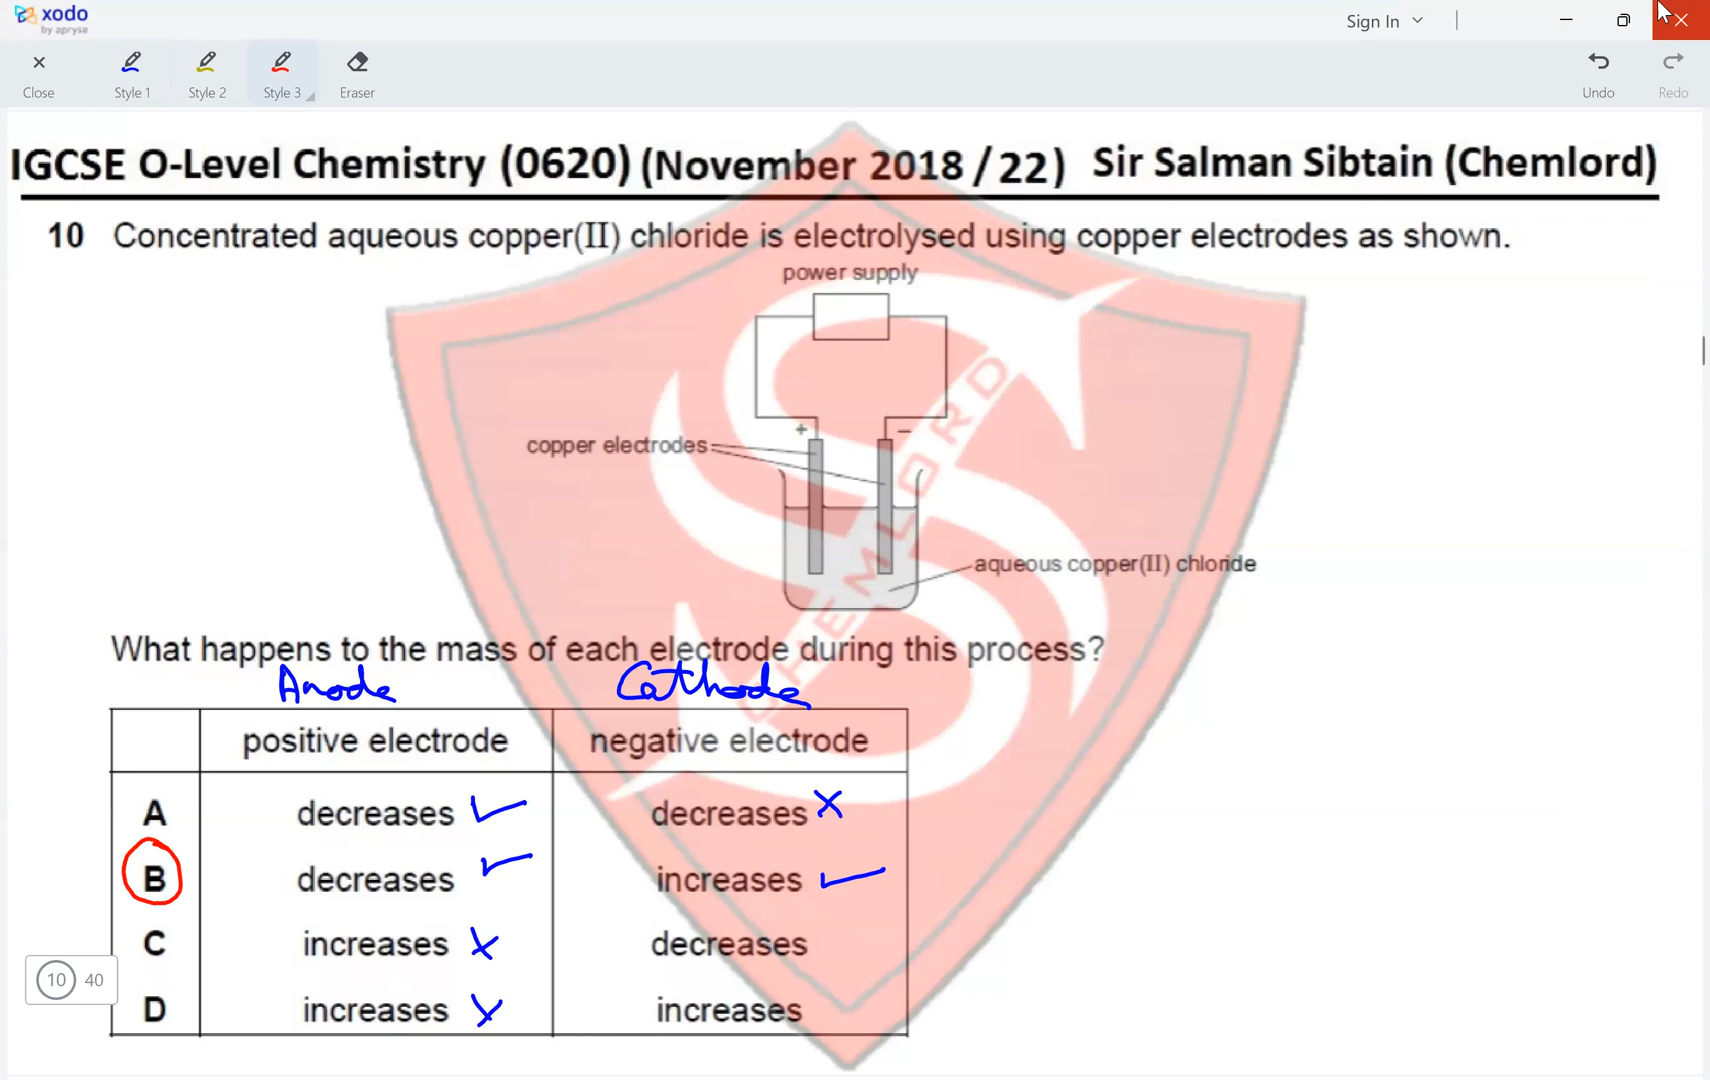 xodo
by apryse
Sign In
Close
Style 1
Style 2
Style 3
Eraser
Undo
Redo
IGCSE O-Level Chemistry (0620) (November 2018 / 22) Sir Salman Sibtain (Chemlord)
10 Concentrated aqueous copper(II) chloride is electrolysed using copper electrodes as shown.
power supply
+ −
copper electrodes
aqueous copper(II) chloride
CHEMLORD
What happens to the mass of each electrode during this process?
Anode Cathode
positive electrode negative electrode
A decreases ✓ decreases ✗
B decreases ✓ increases ✓
C increases ✗ decreases
D increases ✗ increases
10 40